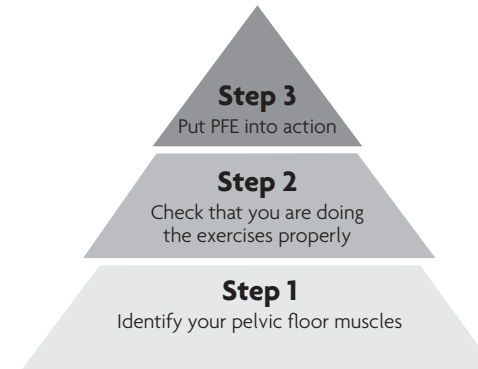 Step 3
Put PFE into action
Step 2
Check that you are doing
the exercises properly
Step 1
Identify your pelvic floor muscles